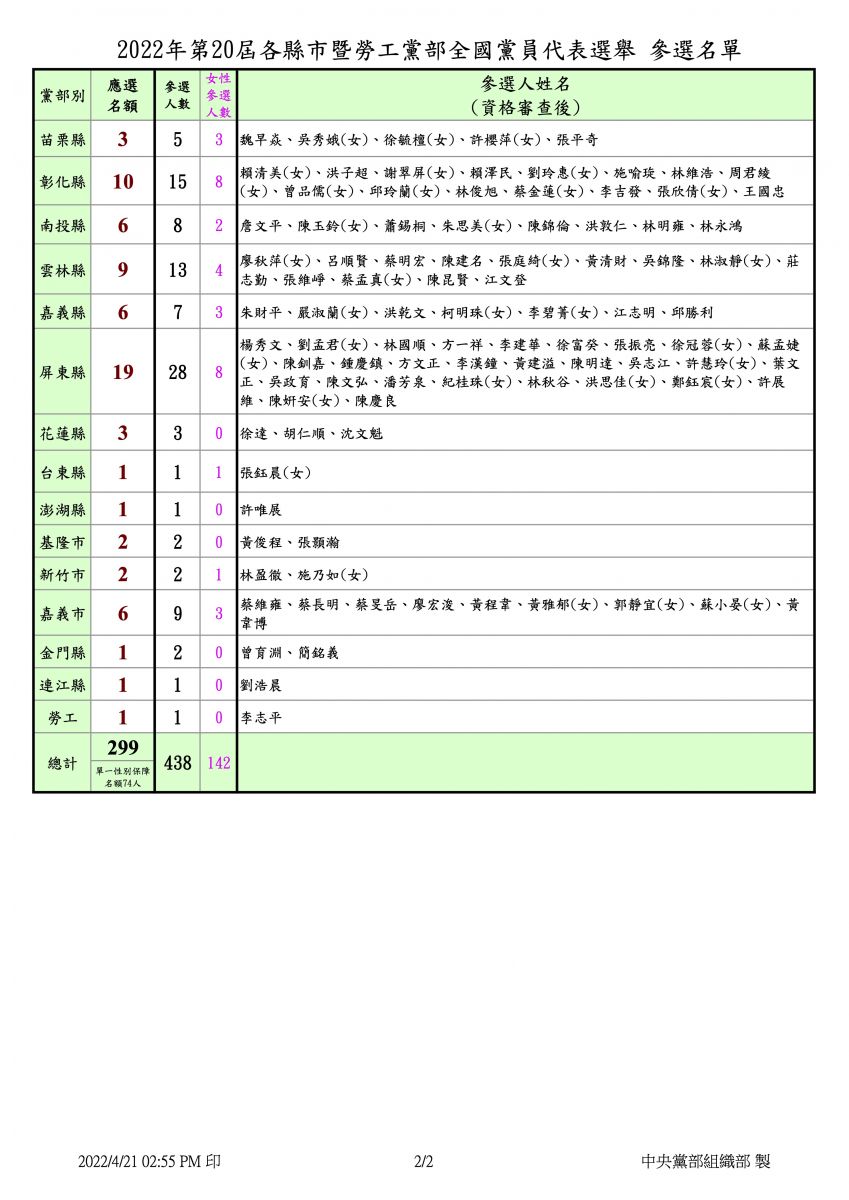 2022年第20屆各縣市暨勞工黨部全國黨員代表選舉 參選名單
黨部別 應選名額 參選人數 女性參選人數 參選人姓名（資格審查後）
苗栗縣 3 5 3 魏早焱、吳秀娥(女)、徐毓檀(女)、許櫻萍(女)、張平奇
彰化縣 10 15 8 賴清美(女)、洪子超、謝翠屏(女)、賴澤民、劉玲惠(女)、施喻琁、林維浩、周君綾
(女)、曾品儒(女)、邱玲蘭(女)、林俊旭、蔡金蓮(女)、李吉發、張欣倩(女)、王國忠
南投縣 6 8 2 詹文平、陳玉鈴(女)、蕭錫桐、朱思美(女)、陳錦倫、洪敦仁、林明雍、林永鴻
雲林縣 9 13 4 廖秋萍(女)、呂順賢、蔡明宏、陳建名、張庭綺(女)、黃清財、吳錦隆、林淑靜(女)、莊
志勤、張維崢、蔡孟真(女)、陳昆賢、江文登
嘉義縣 6 7 3 朱財平、嚴淑蘭(女)、洪乾文、柯明珠(女)、李碧菁(女)、江志明、邱勝利
屏東縣 19 28 8 楊秀文、劉孟君(女)、林國順、方一祥、李建華、徐富癸、張振亮、徐冠蓉(女)、蘇孟婕
(女)、陳釧嘉、鍾慶鎮、方文正、李漢鐘、黃建溢、陳明達、吳志江、許慧玲(女)、葉文
正、吳政育、陳文弘、潘芳泉、紀桂珠(女)、林秋谷、洪思佳(女)、鄭鈺宸(女)、許展
維、陳妍安(女)、陳慶良
花蓮縣 3 3 0 徐達、胡仁順、沈文魁
台東縣 1 1 1 張鈺晨(女)
澎湖縣 1 1 0 許唯展
基隆市 2 2 0 黃俊程、張顥瀚
新竹市 2 2 1 林盈徹、施乃如(女)
嘉義市 6 9 3 蔡維雍、蔡長明、蔡旻岳、廖宏浚、黃程韋、黃雅郁(女)、郭靜宜(女)、蘇小晏(女)、黃
韋博
金門縣 1 2 0 曾育淵、簡銘義
連江縣 1 1 0 劉浩晨
勞工 1 1 0 李志平
總計 299 單一性別保障名額74人 438 142
2022/4/21 02:55 PM 印 2/2 中央黨部組織部 製